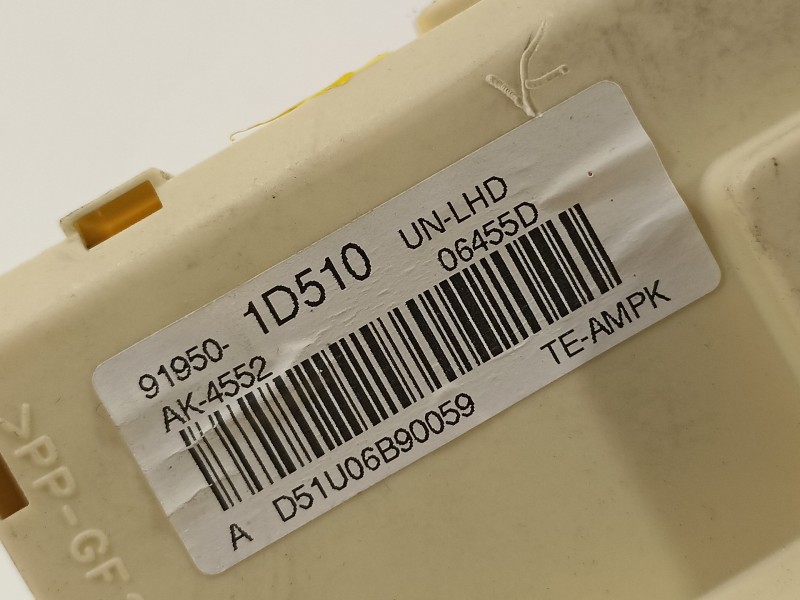 91950- 1D510 UN-LHD
AK-4552 06455D
A D51U06B90059 TE-AMPK
>PP-GF